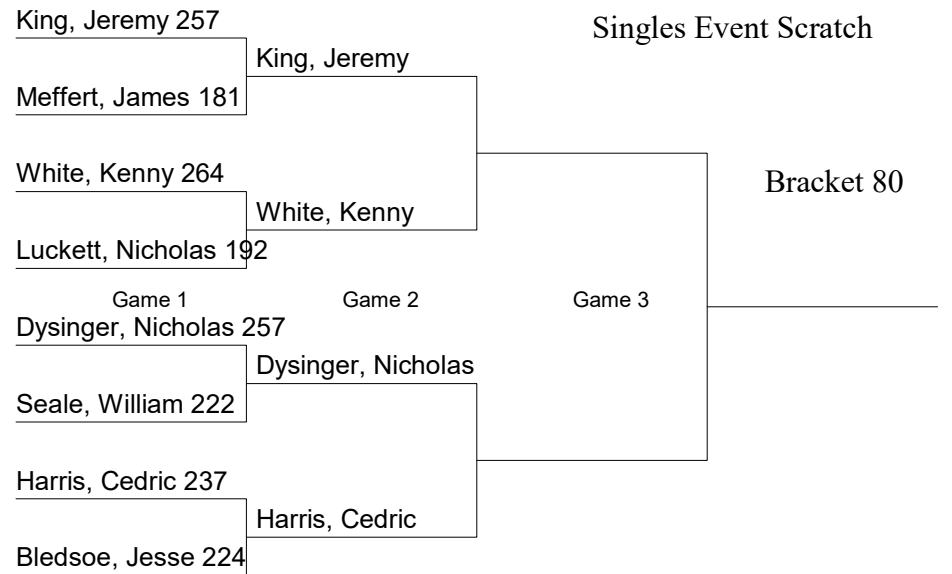 King, Jeremy 257
Singles Event Scratch
King, Jeremy
Meffert, James 181
White, Kenny 264
Bracket 80
White, Kenny
Luckett, Nicholas 192
Game 1
Game 2
Game 3
Dysinger, Nicholas 257
Dysinger, Nicholas
Seale, William 222
Harris, Cedric 237
Harris, Cedric
Bledsoe, Jesse 224